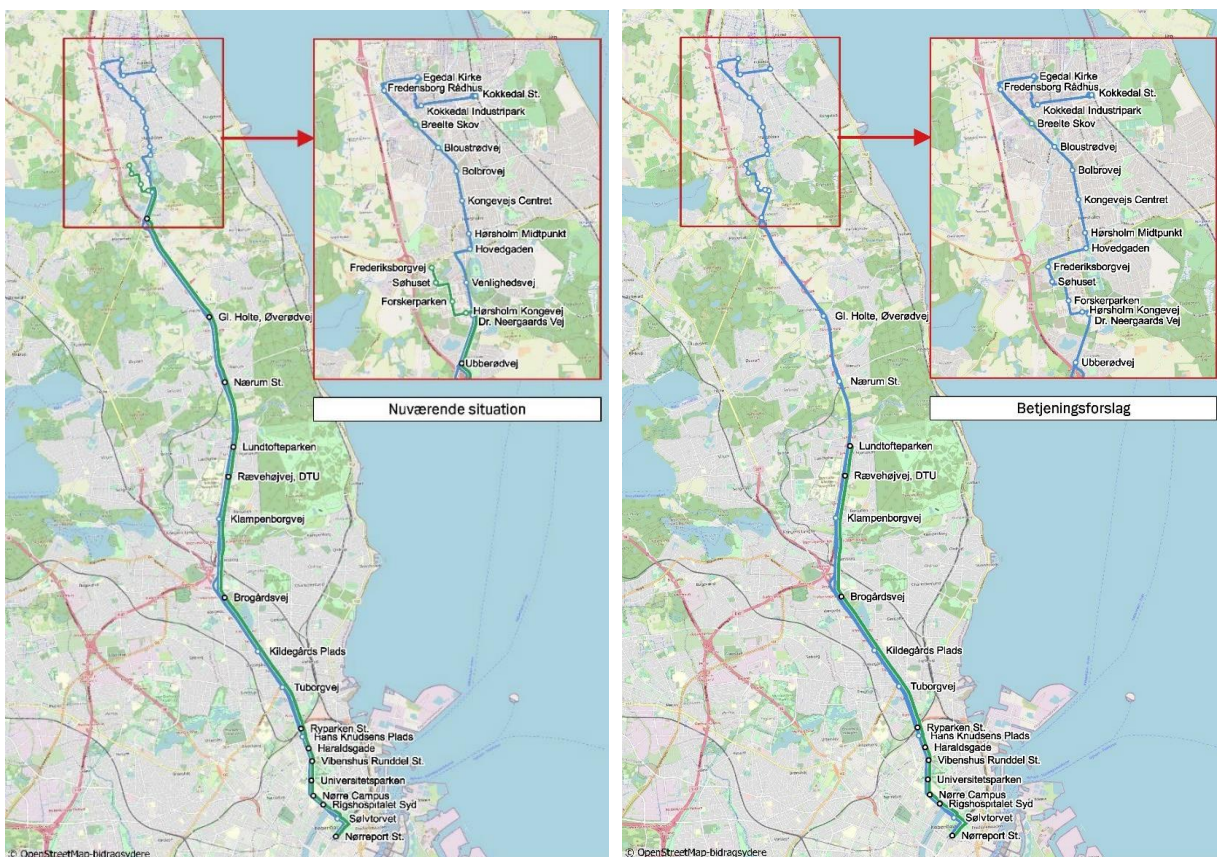 Egedal Kirke
Fredensborg Rådhus
Kokkedal St.
Kokkedal Industripark
Breelte Skov
Bloustrødvej
Bolbrovej
Kongevejs Centret
Hørsholm Midtpunkt
Hovedgaden
Frederiksborgvej
Søhuset
Venlighedsvej
Forskerparken
Hørsholm Kongevej
Dr. Neergaards Vej
Ubberødvej
Nuværende situation
Gl. Holte, Øverødvej
Nærum St.
Lundtofteparken
Rævehøjvej, DTU
Klampenborgvej
Brogårdsvej
Kildegårds Plads
Tuborgvej
Ryparken St.
Hans Knudsens Plads
Haraldsgade
Vibenshus Runddel St.
Universitetsparken
Nørre Campus
Rigshospitalet Syd
Sølvtorvet
Nørreport St.
© OpenStreetMap-bidragsydere
Egedal Kirke
Fredensborg Rådhus
Kokkedal St.
Kokkedal Industripark
Breelte Skov
Bloustrødvej
Bolbrovej
Kongevejs Centret
Hørsholm Midtpunkt
Hovedgaden
Frederiksborgvej
Søhuset
Forskerparken
Hørsholm Kongevej
Dr. Neergaards Vej
Ubberødvej
Betjeningsforslag
Gl. Holte, Øverødvej
Nærum St.
Lundtofteparken
Rævehøjvej, DTU
Klampenborgvej
Brogårdsvej
Kildegårds Plads
Tuborgvej
Ryparken St.
Hans Knudsens Plads
Haraldsgade
Vibenshus Runddel St.
Universitetsparken
Nørre Campus
Rigshospitalet Syd
Sølvtorvet
Nørreport St.
© OpenStreetMap-bidragsydere